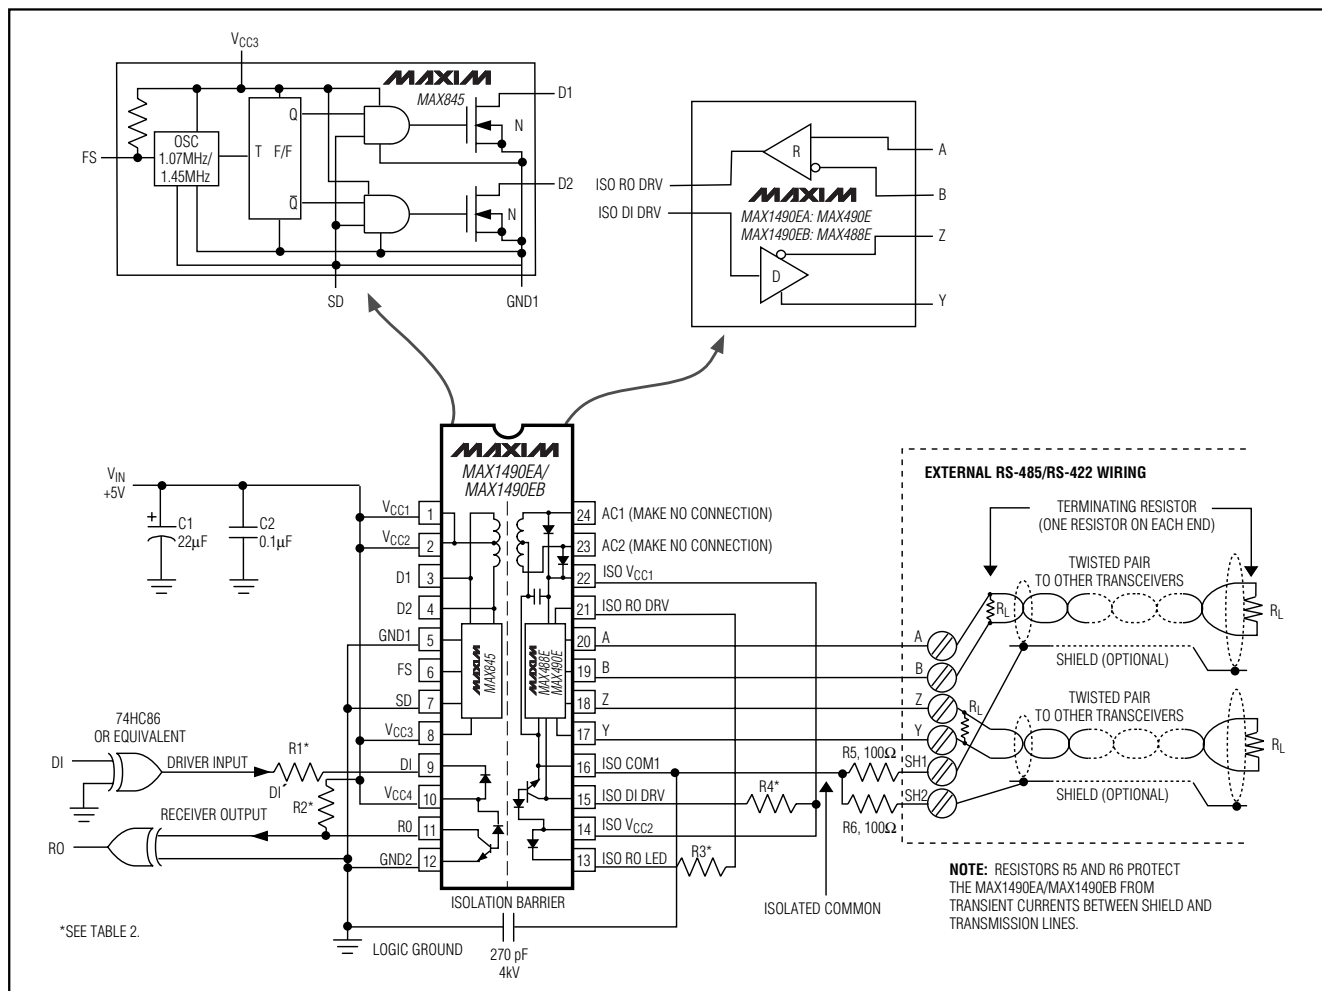 VCC3
MAXIM
MAX845
D1
Q
N
OSC
1.07MHz/
1.45MHz
T F/F
FS
D2
Q̅
N
SD
GND1
R
A
B
ISO RO DRV
ISO DI DRV
MAXIM
MAX1490EA: MAX490E
MAX1490EB: MAX488E
Z
D
Y
MAXIM
MAX1490EA/
MAX1490EB
VIN
+5V
+
C1
22µF
C2
0.1µF
VCC1
1
VCC2
2
D1
3
D2
4
GND1
5
FS
6
SD
7
VCC3
8
DI
9
VCC4
10
RO
11
GND2
12
MAXIM
MAX845
MAXIM
MAX488E
MAX490E
24
AC1 (MAKE NO CONNECTION)
23
AC2 (MAKE NO CONNECTION)
22
ISO VCC1
21
ISO RO DRV
20
A
19
B
18
Z
17
Y
16
ISO COM1
15
ISO DI DRV
14
ISO VCC2
13
ISO RO LED
74HC86
OR EQUIVALENT
DI
DRIVER INPUT
R1*
DI´
R2*
RECEIVER OUTPUT
RO
R4*
R3*
R5, 100Ω
R6, 100Ω
ISOLATED COMMON
ISOLATION BARRIER
LOGIC GROUND
270 pF
4kV
*SEE TABLE 2.
EXTERNAL RS-485/RS-422 WIRING
TERMINATING RESISTOR
(ONE RESISTOR ON EACH END)
TWISTED PAIR
TO OTHER TRANSCEIVERS
RL
RL
A
B
SHIELD (OPTIONAL)
TWISTED PAIR
TO OTHER TRANSCEIVERS
Z
RL
Y
RL
SH1
SH2
SHIELD (OPTIONAL)
NOTE: RESISTORS R5 AND R6 PROTECT
THE MAX1490EA/MAX1490EB FROM
TRANSIENT CURRENTS BETWEEN SHIELD AND
TRANSMISSION LINES.